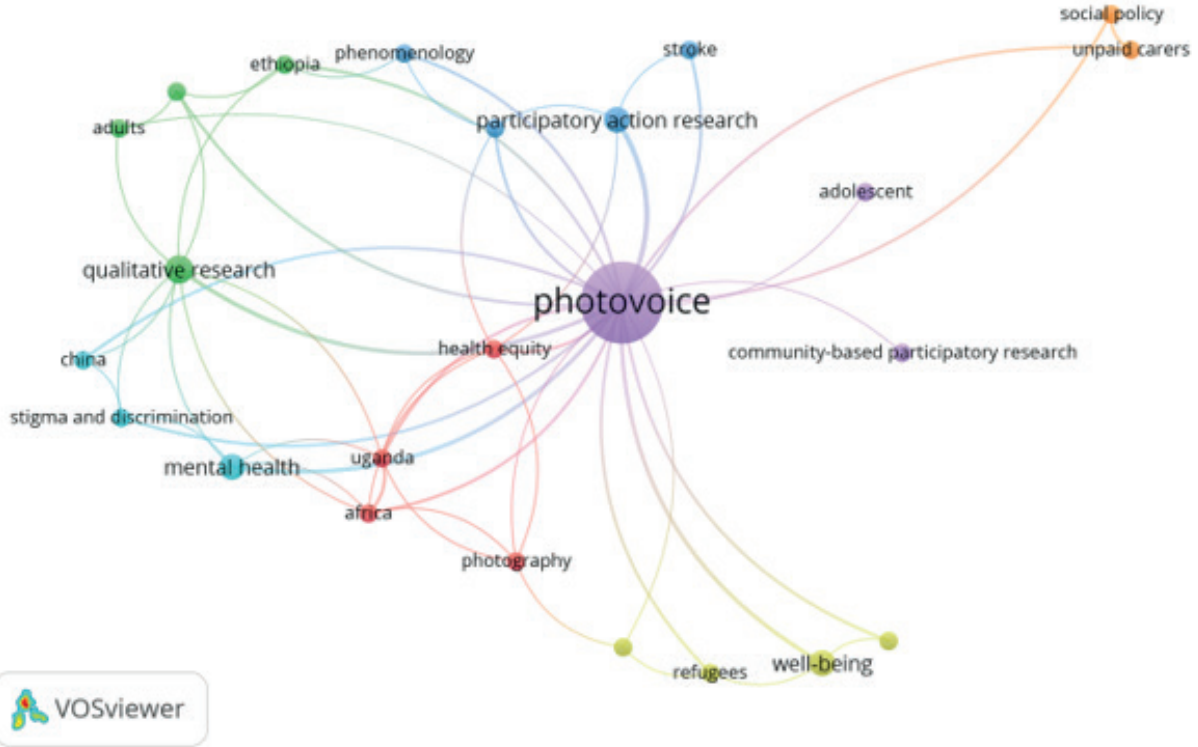 social policy
unpaid carers
phenomenology
stroke
ethiopia
participatory action research
adults
adolescent
qualitative research
photovoice
health equity
community-based participatory research
china
stigma and discrimination
mental health
uganda
africa
photography
refugees
well-being
VOSviewer